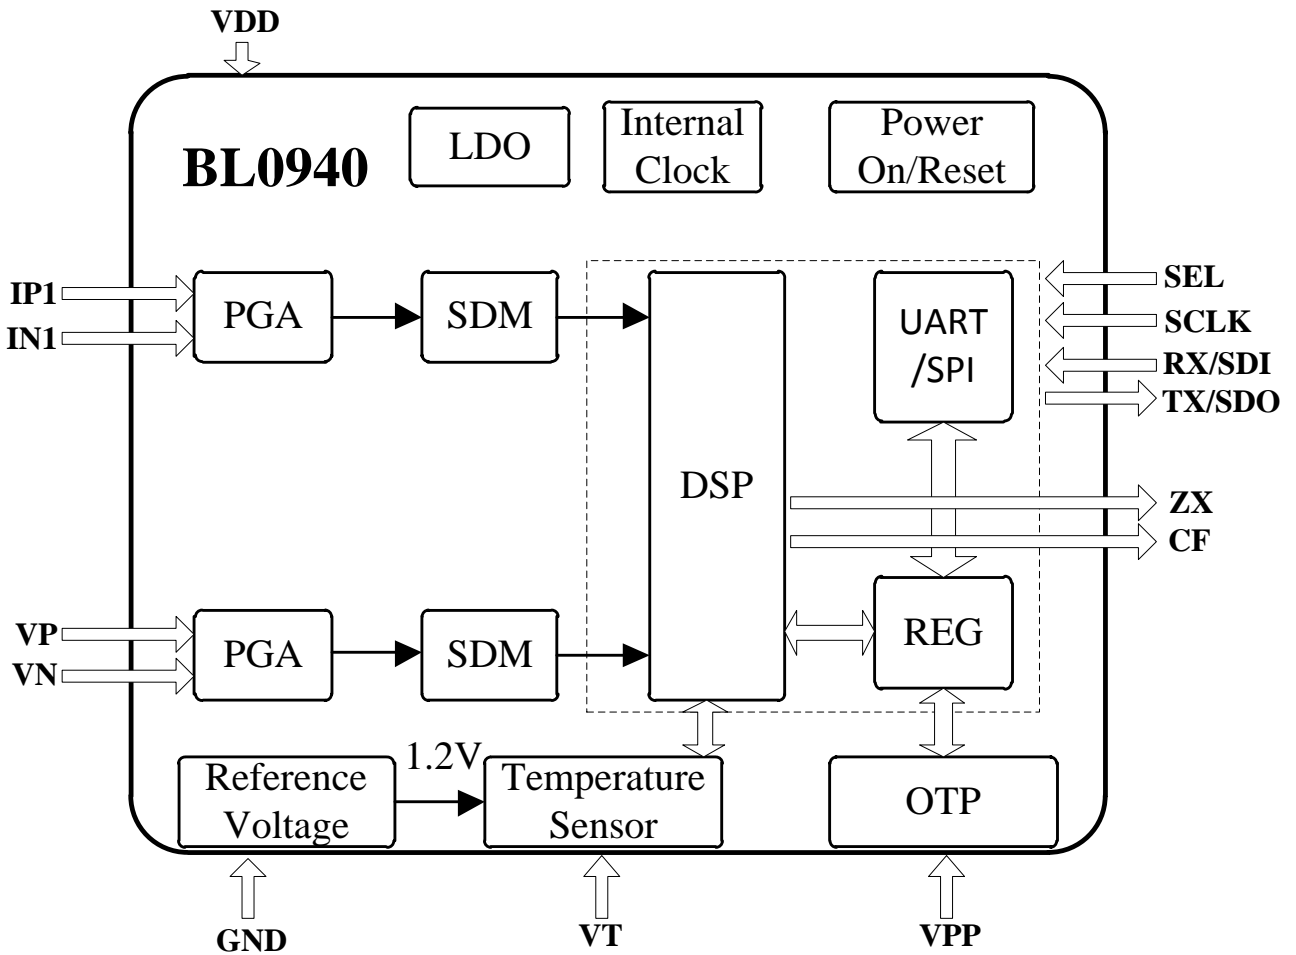 VDD
BL0940
LDO
Internal
Clock
Power
On/Reset
IP1
IN1
PGA
SDM
DSP
UART
/SPI
SEL
SCLK
RX/SDI
TX/SDO
ZX
CF
VP
VN
PGA
SDM
REG
Reference
Voltage
1.2V
Temperature
Sensor
OTP
GND
VT
VPP